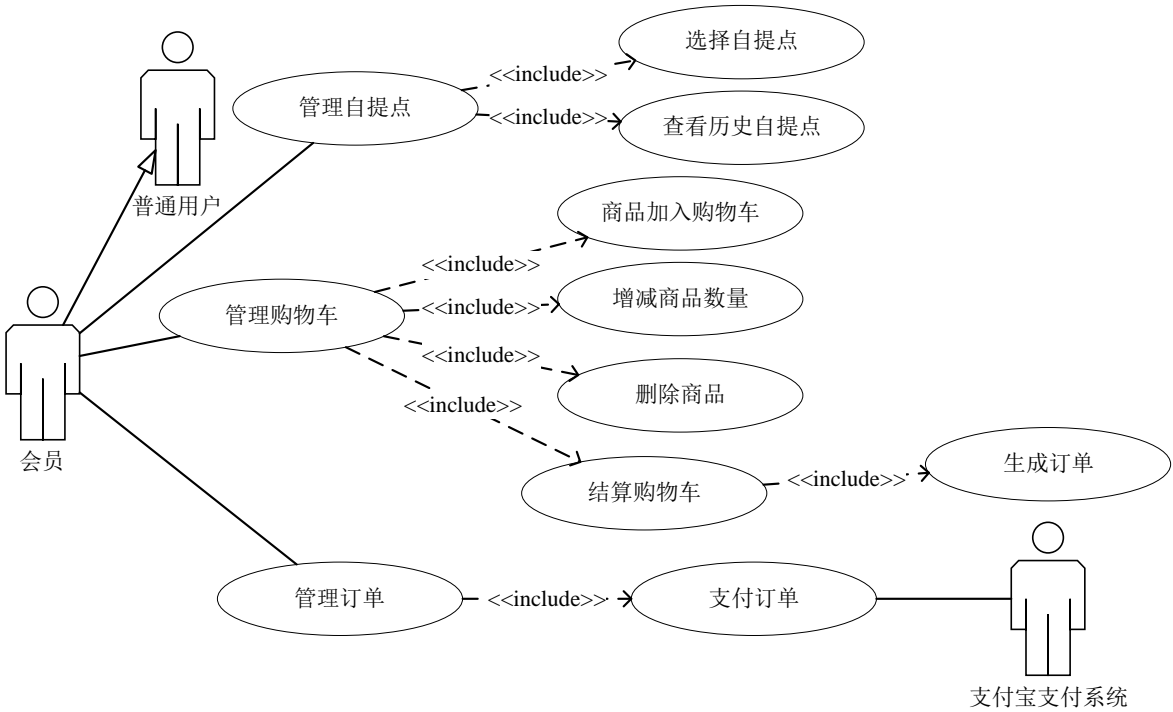 选择自提点
<<include>>
管理自提点
<<include>>
查看历史自提点
普通用户
商品加入购物车
<<include>>
增减商品数量
<<include>>
管理购物车
<<include>>
删除商品
<<include>>
会员
生成订单
<<include>>
结算购物车
管理订单
<<include>>
支付订单
支付宝支付系统